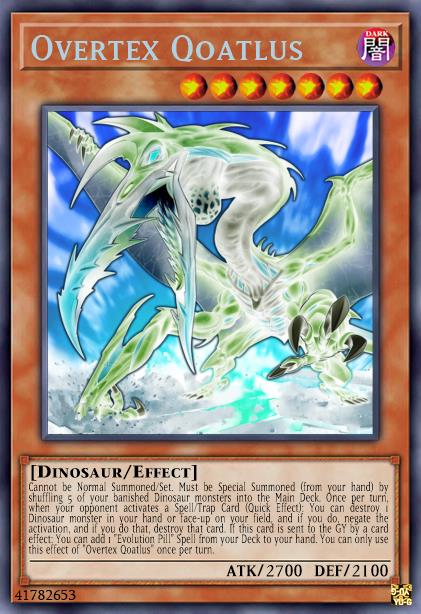 OVERTEX QOATLUS
DARK
闇
[DINOSAUR/EFFECT]
Cannot be Normal Summoned/Set. Must be Special Summoned (from your hand) by
shuffling 5 of your banished Dinosaur monsters into the Main Deck. Once per turn,
when your opponent activates a Spell/Trap Card (Quick Effect): You can destroy 1
Dinosaur monster in your hand or face-up on your field, and if you do, negate the
activation, and if you do that, destroy that card. If this card is sent to the GY by a card
effect: You can add 1 "Evolution Pill" Spell from your Deck to your hand. You can only use
this effect of "Overtex Qoatlus" once per turn.
ATK/2700 DEF/2100
41782653